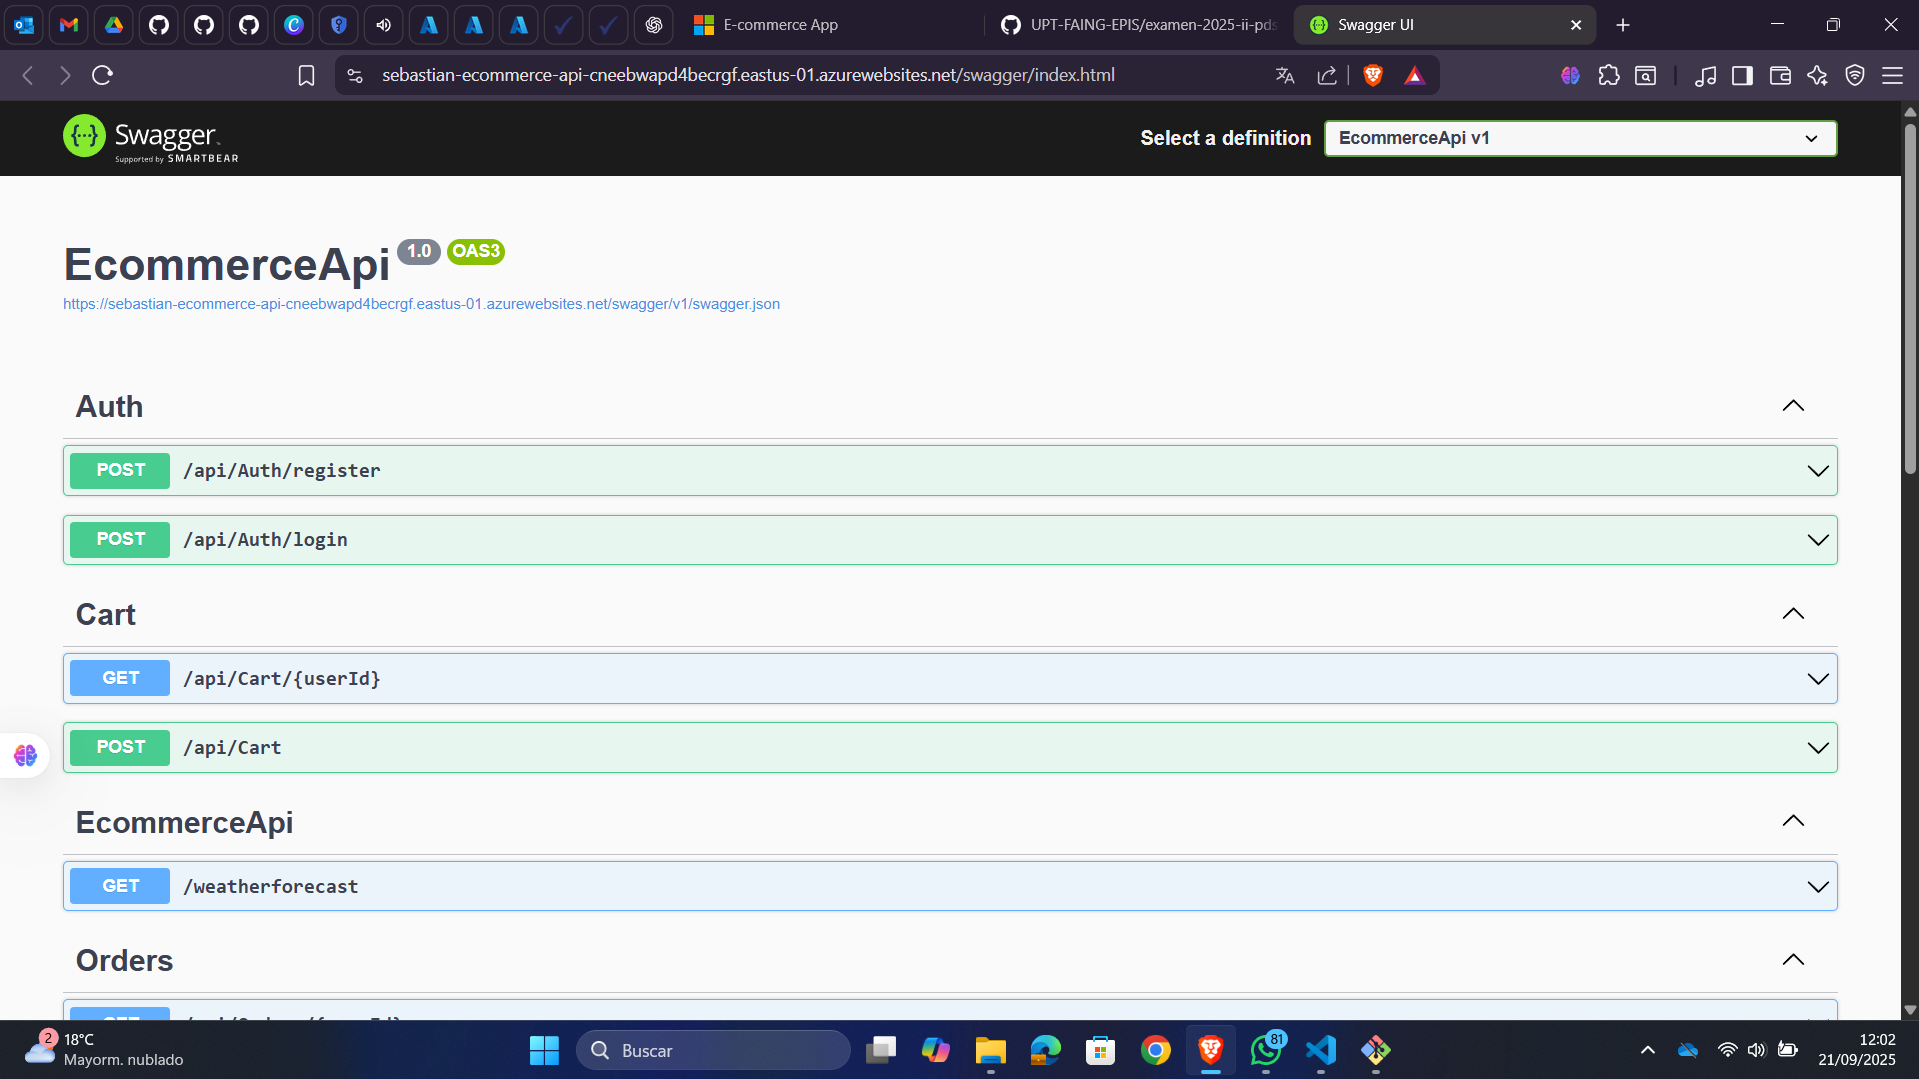 E-commerce App
UPT-FAING-EPIS/examen-2025-ii-pds
Swagger UI
sebastian-ecommerce-api-cneebwapd4becrgf.eastus-01.azurewebsites.net/swagger/index.html
Swagger.
Supported by SMARTBEAR
Select a definition
EcommerceApi v1
EcommerceApi 1.0 OAS3
https://sebastian-ecommerce-api-cneebwapd4becrgf.eastus-01.azurewebsites.net/swagger/v1/swagger.json
Auth
POST /api/Auth/register
POST /api/Auth/login
Cart
GET /api/Cart/{userId}
POST /api/Cart
EcommerceApi
GET /weatherforecast
Orders
2
18°C
Mayorm. nublado
Buscar
81
12:02
21/09/2025